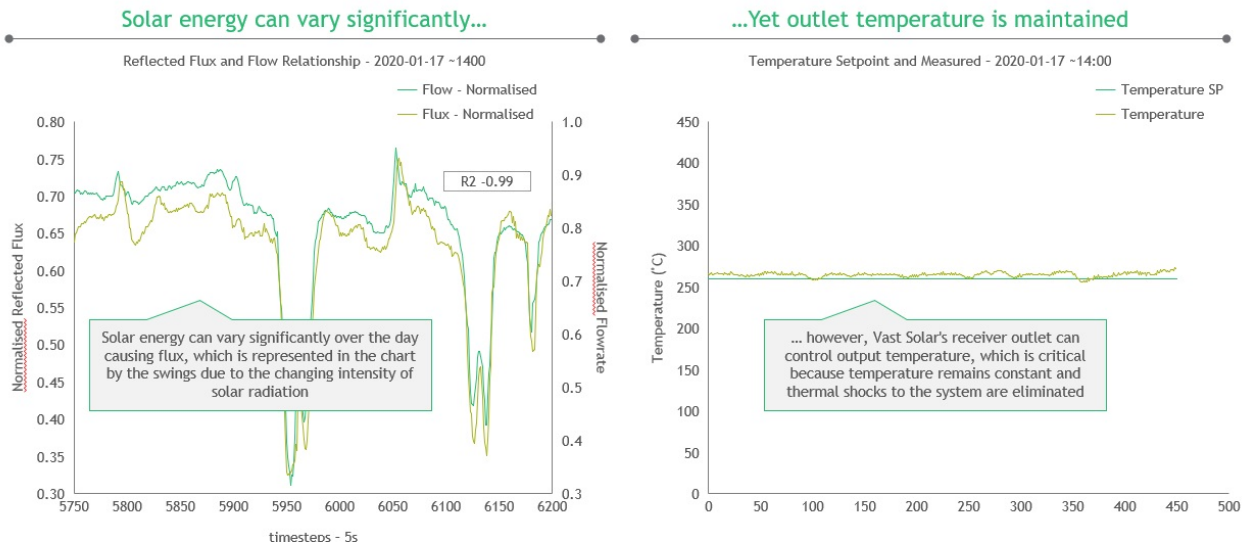 Solar energy can vary significantly...
Reflected Flux and Flow Relationship - 2020-01-17 ~1400
Flow - Normalised
Flux - Normalised
0.80
0.75
0.70
0.65
0.60
0.55
0.50
0.45
0.40
0.35
0.30
Normalised Reflected Flux
1.0
0.9
0.8
0.7
0.6
0.5
0.4
0.3
Normalised Flowrate
R2 -0.99
Solar energy can vary significantly over the day
causing flux, which is represented in the chart
by the swings due to the changing intensity of
solar radiation
5750 5800 5850 5900 5950 6000 6050 6100 6150 6200
timesteps - 5s
...Yet outlet temperature is maintained
Temperature Setpoint and Measured - 2020-01-17 ~14:00
Temperature SP
Temperature
450
400
350
300
250
200
150
100
50
0
Temperature (°C)
... however, Vast Solar's receiver outlet can
control output temperature, which is critical
because temperature remains constant and
thermal shocks to the system are eliminated
0 50 100 150 200 250 300 350 400 450 500